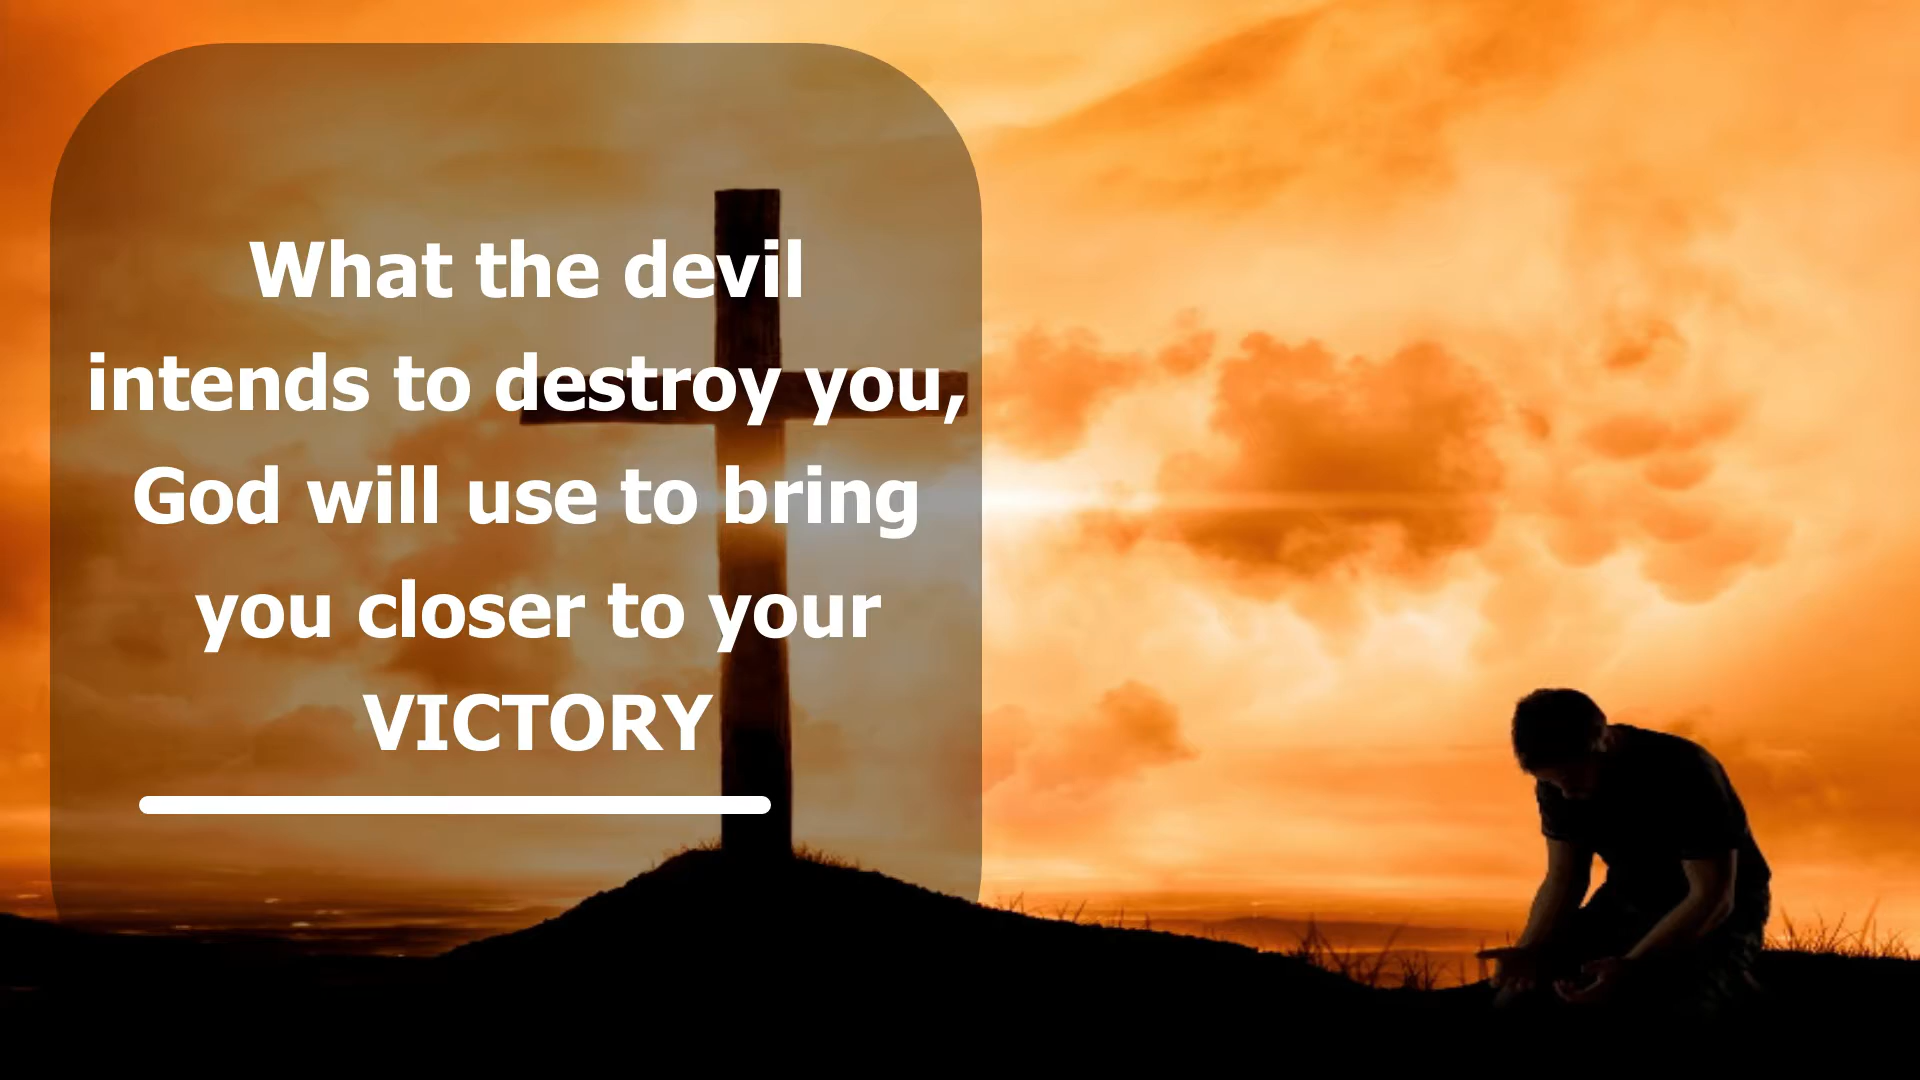 What the devil
intends to destroy you,
God will use to bring
you closer to your
VICTORY